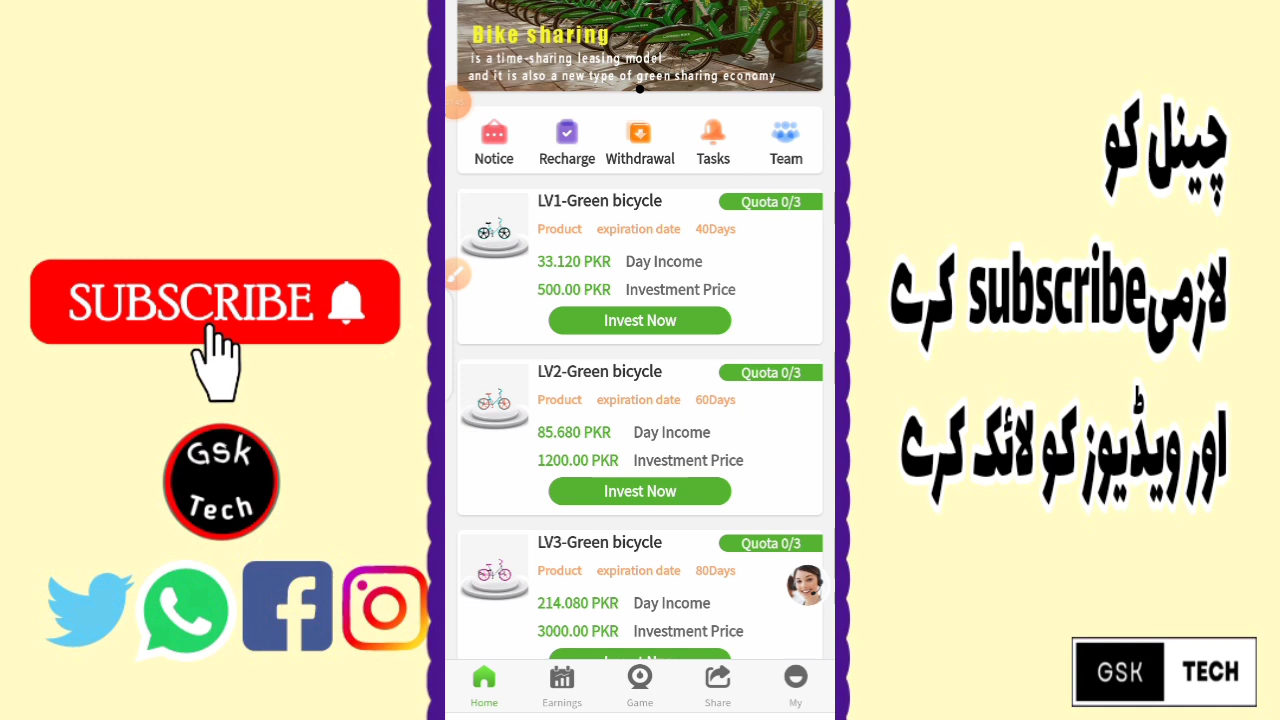 Bike sharing
is a time-sharing leasing model
and it is also a new type of green sharing economy
Notice
Recharge
Withdrawal
Tasks
Team
LV1-Green bicycle
Quota 0/3
Product expiration date 40Days
33.120 PKR Day Income
500.00 PKR Investment Price
Invest Now
LV2-Green bicycle
Quota 0/3
Product expiration date 60Days
85.680 PKR Day Income
1200.00 PKR Investment Price
Invest Now
LV3-Green bicycle
Quota 0/3
Product expiration date 80Days
214.080 PKR Day Income
3000.00 PKR Investment Price
Home
Earnings
Game
Share
My
SUBSCRIBE
Gsk
Tech
چینل کو
لازمی subscribe کرے
اور ویڈیوز کو لائک کرے
GSK TECH